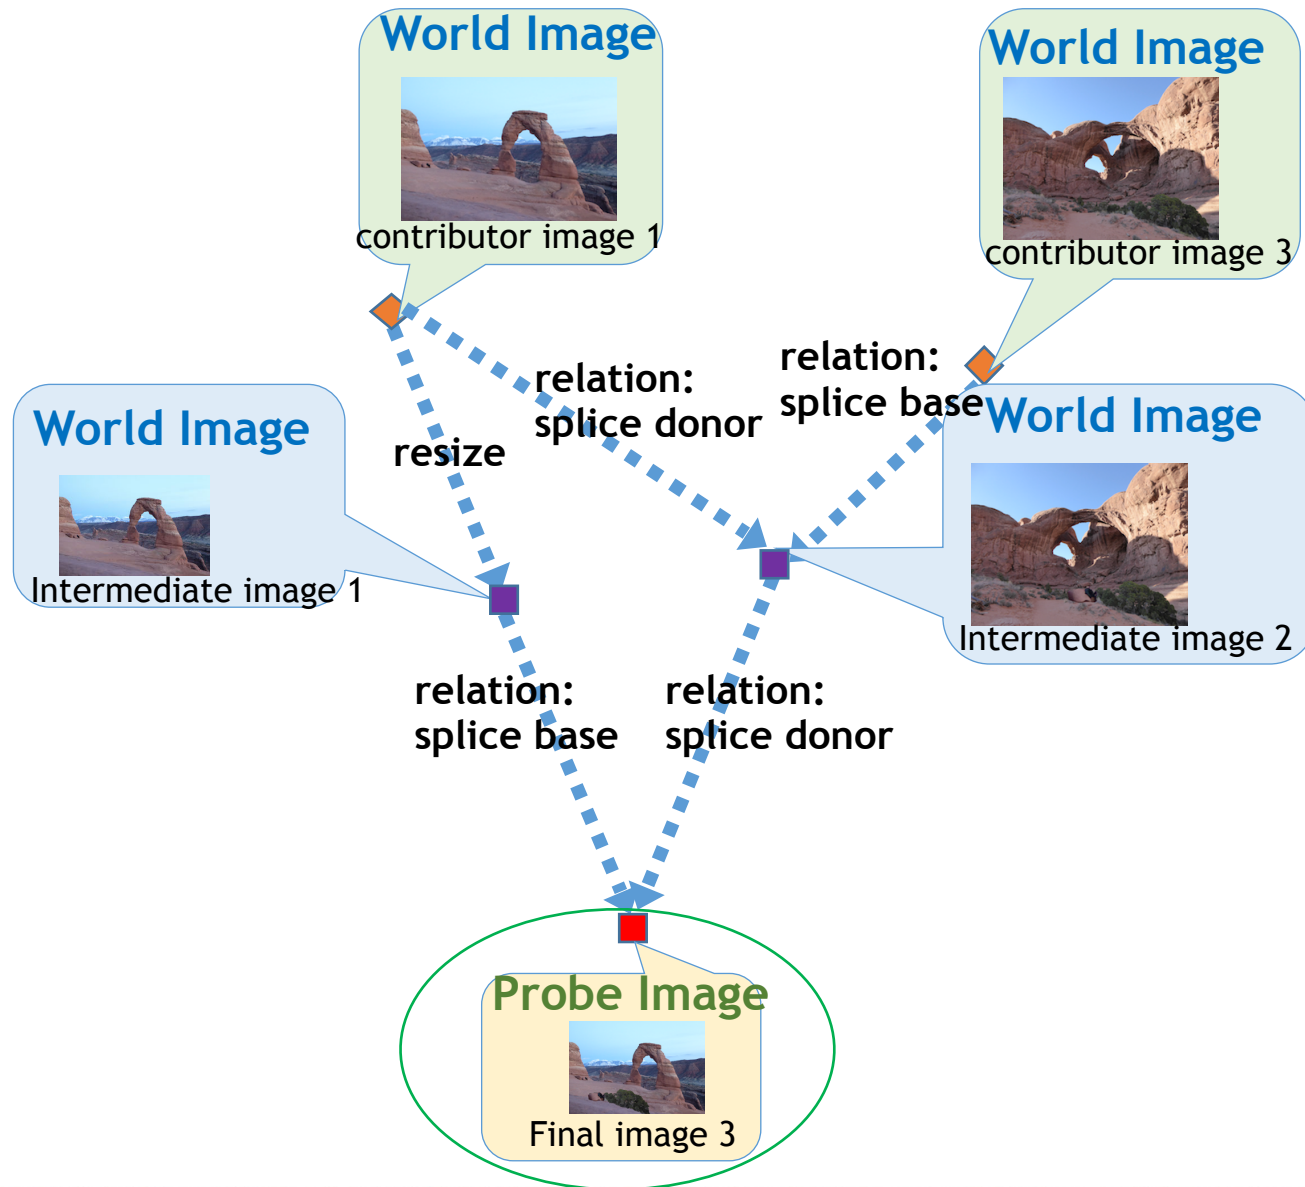 World Image
contributor image 1
World Image
contributor image 3
relation:
splice donor
relation:
splice base
resize
World Image
Intermediate image 1
World Image
Intermediate image 2
relation:
splice base
relation:
splice donor
Probe Image
Final image 3